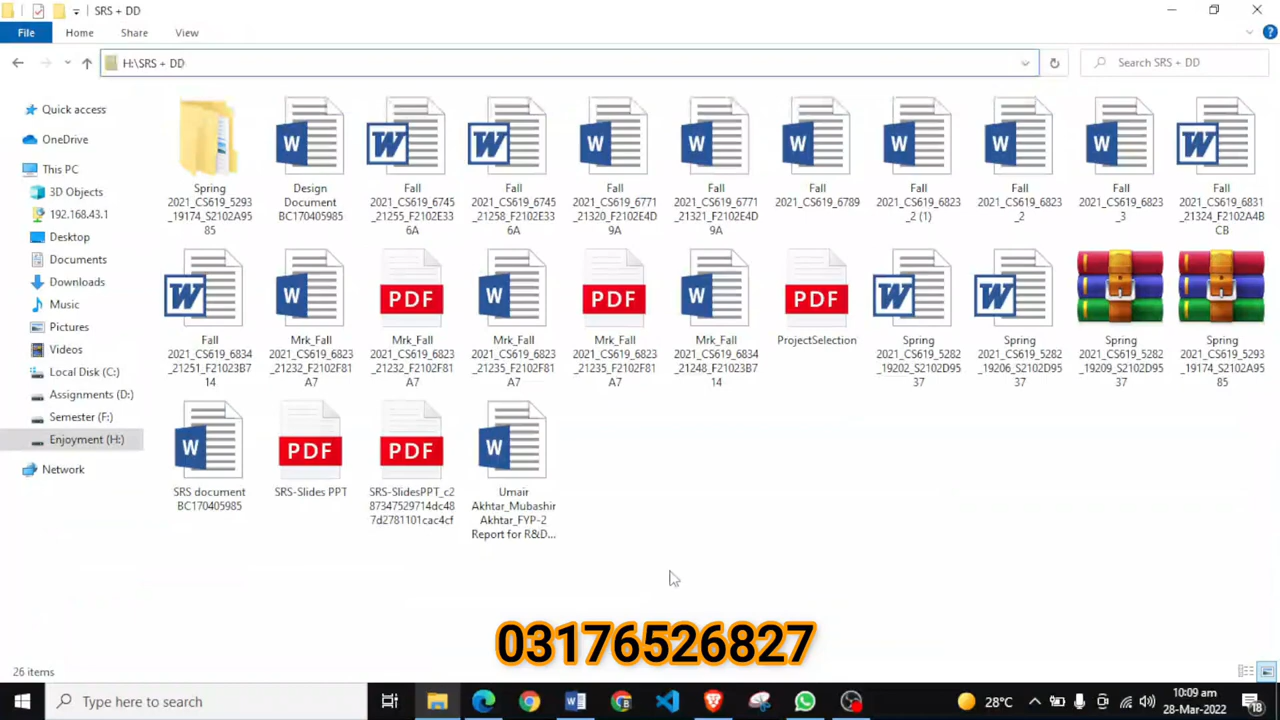 SRS + DD
File
Home
Share
View
H:\SRS + DD
Search SRS + DD
Quick access
OneDrive
This PC
3D Objects
192.168.43.1
Desktop
Documents
Downloads
Music
Pictures
Videos
Local Disk (C:)
Assignments (D:)
Semester (F:)
Enjoyment (H:)
Network
Spring
2021_CS619_5293
_19174_S2102A95
85
Design
Document
BC170405985
Fall
2021_CS619_6745
_21255_F2102E33
6A
Fall
2021_CS619_6745
_21258_F2102E33
6A
Fall
2021_CS619_6771
_21320_F2102E4D
9A
Fall
2021_CS619_6771
_21321_F2102E4D
9A
Fall
2021_CS619_6789
Fall
2021_CS619_6823
_2 (1)
Fall
2021_CS619_6823
_2
Fall
2021_CS619_6823
_3
Fall
2021_CS619_6831
_21324_F2102A4B
CB
Fall
2021_CS619_6834
_21251_F21023B7
14
Mrk_Fall
2021_CS619_6823
_21232_F2102F81
A7
Mrk_Fall
2021_CS619_6823
_21232_F2102F81
A7
Mrk_Fall
2021_CS619_6823
_21235_F2102F81
A7
Mrk_Fall
2021_CS619_6823
_21235_F2102F81
A7
Mrk_Fall
2021_CS619_6834
_21248_F21023B7
14
ProjectSelection
Spring
2021_CS619_5282
_19202_S2102D95
37
Spring
2021_CS619_5282
_19206_S2102D95
37
Spring
2021_CS619_5282
_19209_S2102D95
37
Spring
2021_CS619_5293
_19174_S2102A95
85
SRS document
BC170405985
SRS-Slides PPT
SRS-SlidesPPT_c2
87347529714dc48
7d2781101cac4cf
Umair
Akhtar_Mubashir
Akhtar_FYP-2
Report for R&D...
PDF
PDF
PDF
PDF
PDF
03176526827
26 items
Type here to search
28°C
10:09 am
28-Mar-2022
18